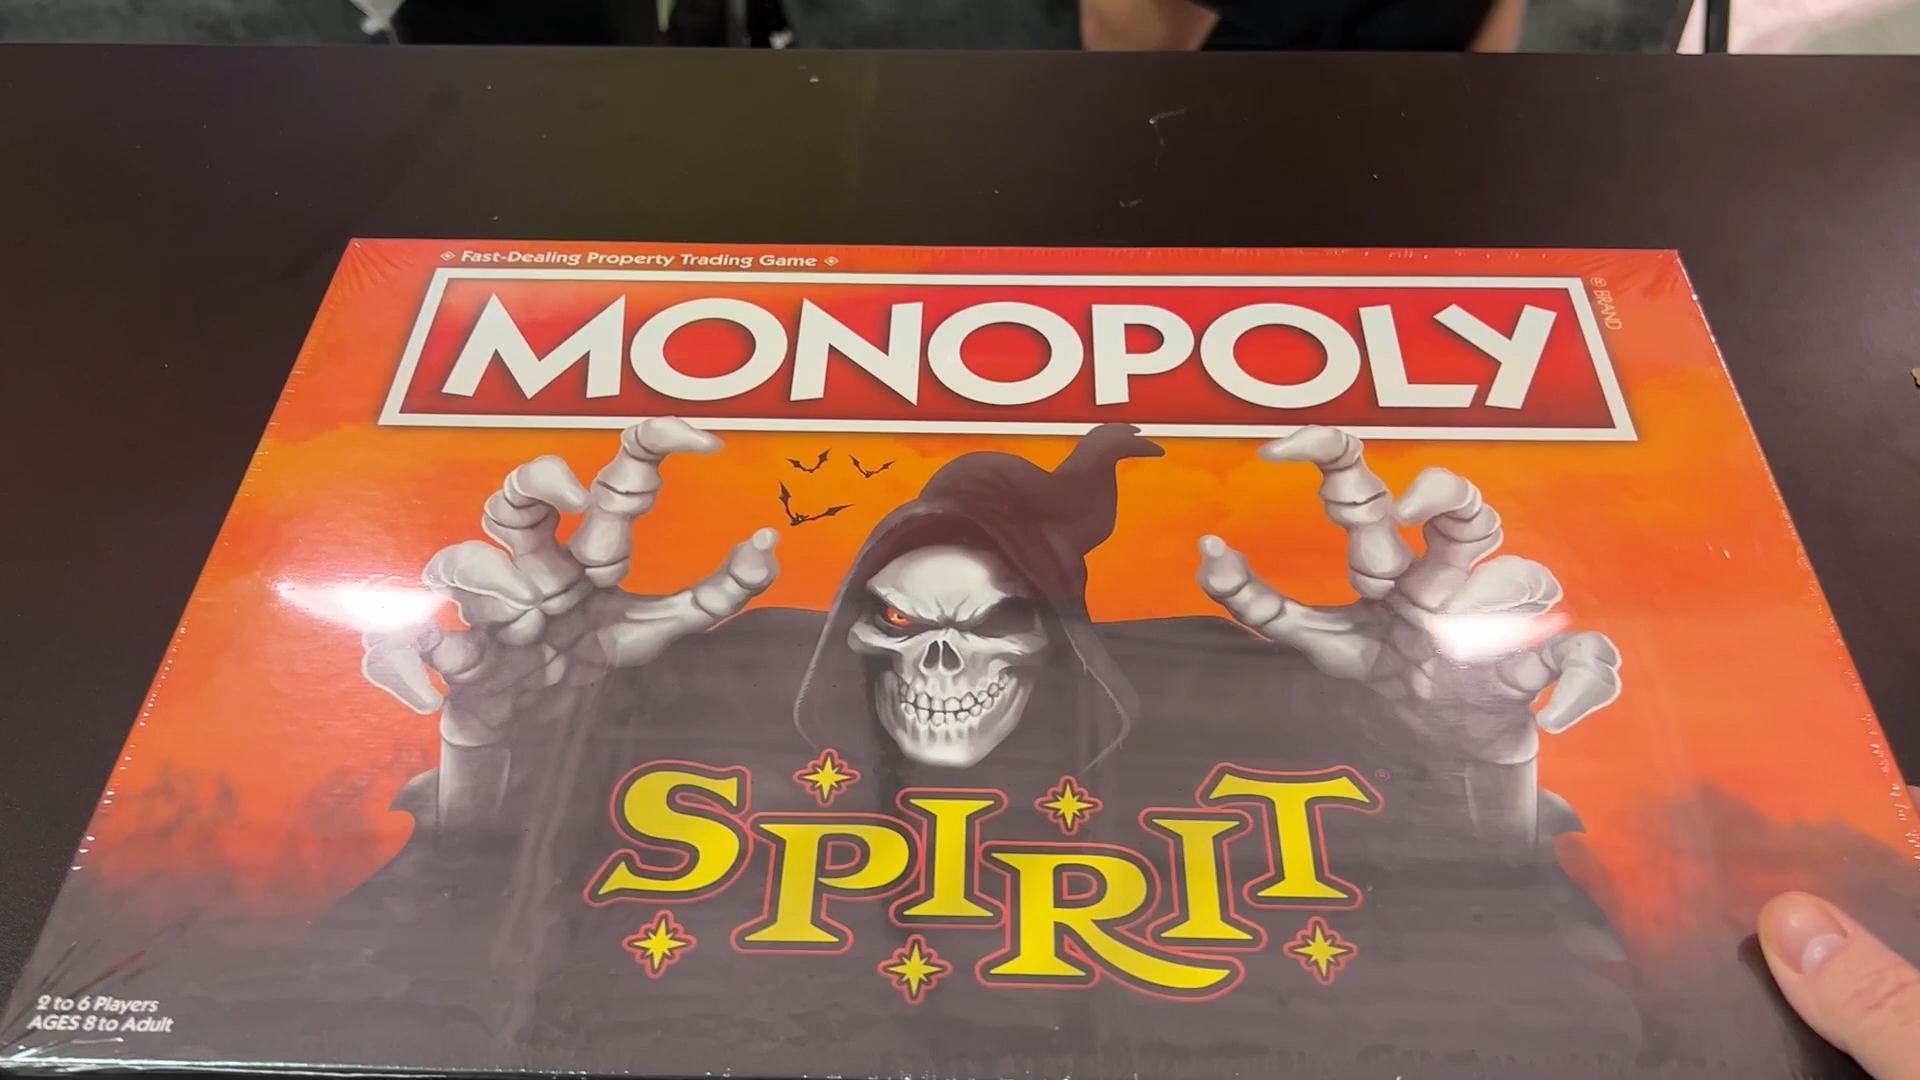 Fast-Dealing Property Trading Game
MONOPOLY
® BRAND
SPIRIT®
2 to 6 Players
AGES 8 to Adult